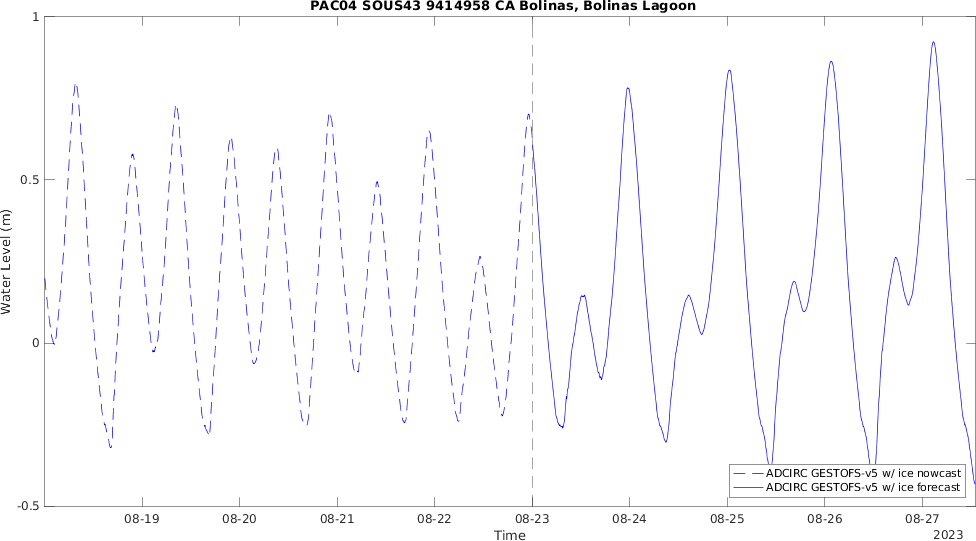 PAC04 SOUS43 9414958 CA Bolinas, Bolinas Lagoon
1
0.5
0
-0.5
Water Level (m)
08-19 08-20 08-21 08-22 08-23 08-24 08-25 08-26 08-27
Time
2023
ADCIRC GESTOFS-v5 w/ ice nowcast
ADCIRC GESTOFS-v5 w/ ice forecast